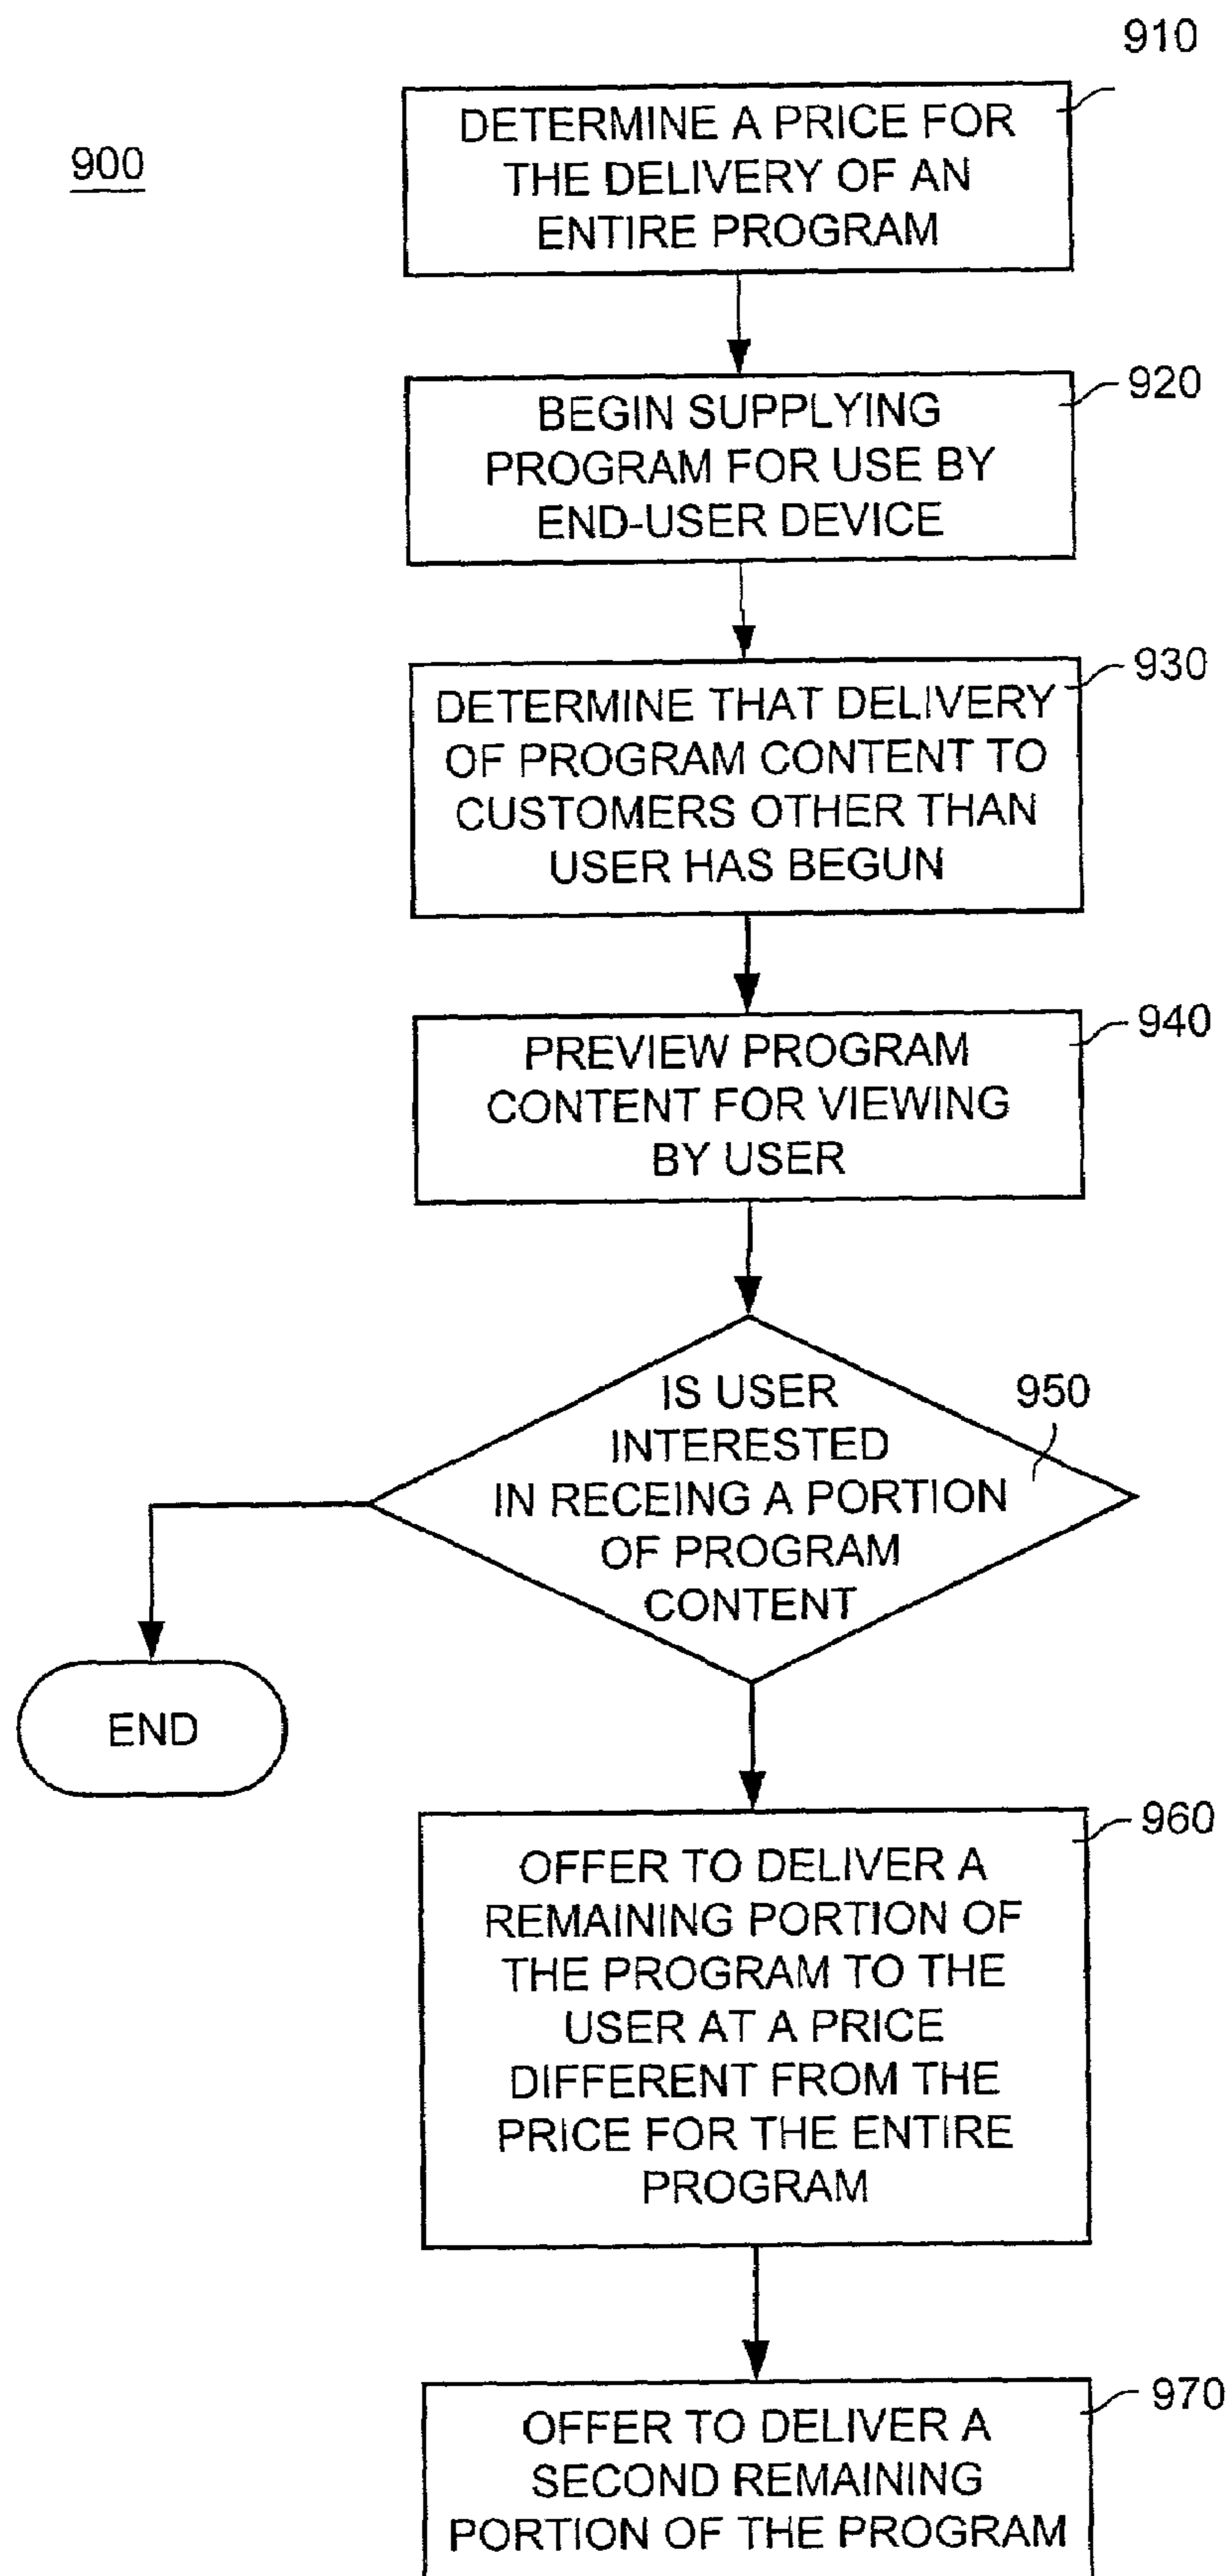 910
900
DETERMINE A PRICE FOR
THE DELIVERY OF AN
ENTIRE PROGRAM
920
BEGIN SUPPLYING
PROGRAM FOR USE BY
END-USER DEVICE
930
DETERMINE THAT DELIVERY
OF PROGRAM CONTENT TO
CUSTOMERS OTHER THAN
USER HAS BEGUN
940
PREVIEW PROGRAM
CONTENT FOR VIEWING
BY USER
950
IS USER
INTERESTED
IN RECEING A PORTION
OF PROGRAM
CONTENT
END
960
OFFER TO DELIVER A
REMAINING PORTION OF
THE PROGRAM TO THE
USER AT A PRICE
DIFFERENT FROM THE
PRICE FOR THE ENTIRE
PROGRAM
970
OFFER TO DELIVER A
SECOND REMAINING
PORTION OF THE PROGRAM